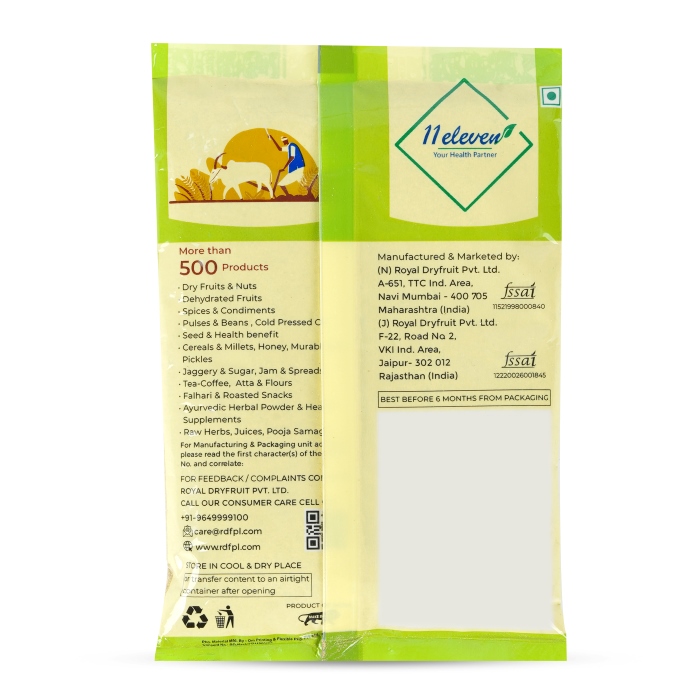 11 eleven
Your Health Partner
More than
500 Products
· Dry Fruits & Nuts
· Dehydrated Fruits
· Spices & Condiments
· Pulses & Beans , Cold Pressed
· Seed & Health benefit
· Cereals & Millets, Honey,
Pickles
· Jaggery & Sugar, Jam & Spreads
· Tea-Coffee, Atta & Flours
· Falhari & Roasted Snacks
· Ayurvedic Herbal Powder &
Supplements
· Raw Herbs, Juices, Pooja
For Manufacturing & Packaging unit
please read the first character(s) of the
No. and correlate:
FOR FEEDBACK / COMPLAINTS
ROYAL DRYFRUIT PVT. LTD.
CALL OUR CONSUMER CARE CELL
+91-9649999100
care@rdfpl.com
www.rdfpl.com
STORE IN COOL & DRY PLACE
or transfer content to an airtight
container after opening
PRODUCT
Manufactured & Marketed by:
(N) Royal Dryfruit Pvt. Ltd.
A-651, TTC Ind. Area,
Navi Mumbai - 400 705
Maharashtra (India)
fssai
11521998000840
(J) Royal Dryfruit Pvt. Ltd.
F-22, Road No 2,
VKI Ind. Area,
Jaipur- 302 012
Rajasthan (India)
fssai
12220026001845
BEST BEFORE 6 MONTHS FROM PACKAGING